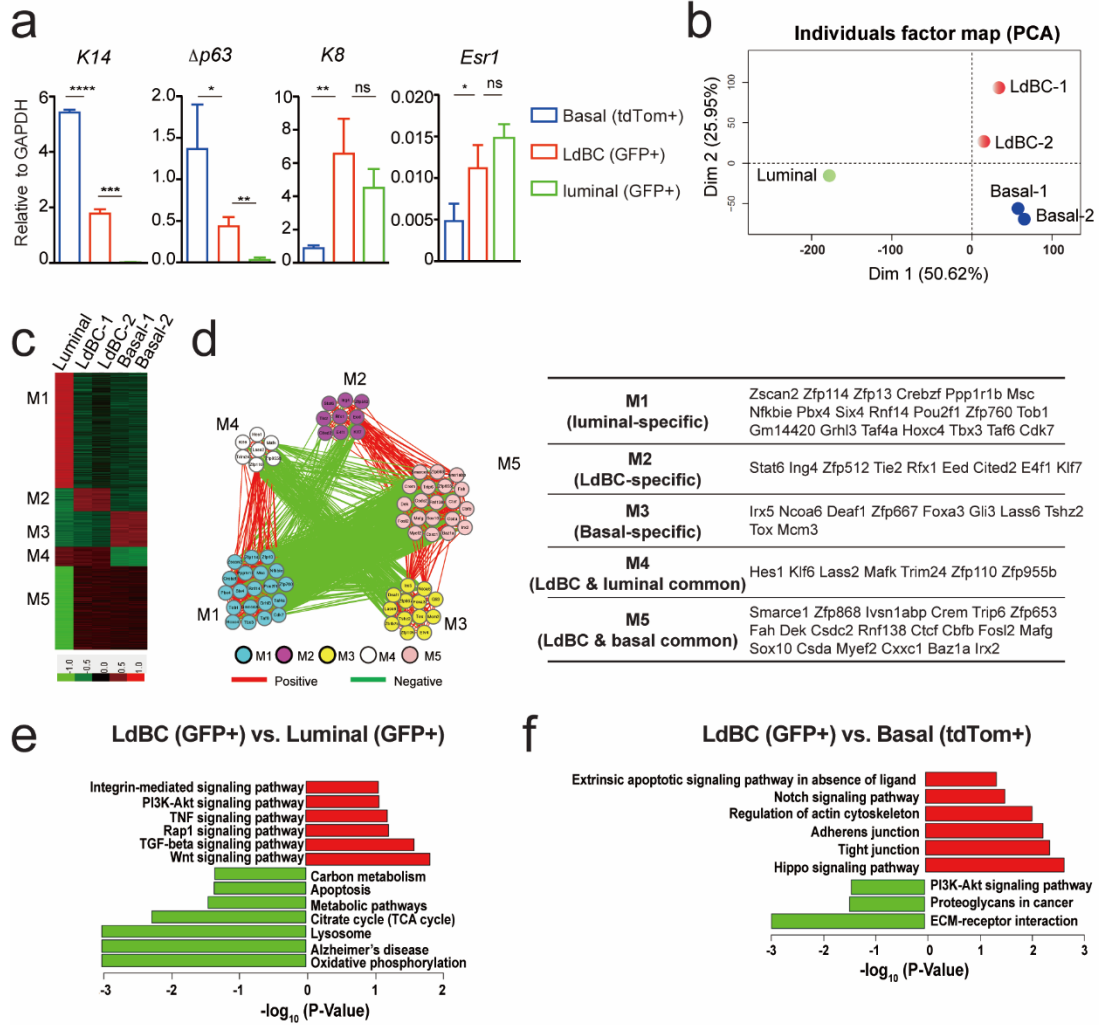 a
K14
Δp63
K8
Esr1
Relative to GAPDH
6
4
2
0
****
***
2.0
1.5
1.0
0.5
0.0
*
**
10
8
6
4
2
0
**
ns
0.020
0.015
0.010
0.005
0.000
*
ns
Basal (tdTom+)
LdBC (GFP+)
luminal (GFP+)
b
Individuals factor map (PCA)
Dim 2 (25.95%)
100
50
0
-50
LdBC-1
LdBC-2
Luminal
Basal-1
Basal-2
-200
-100
0
100
Dim 1 (50.62%)
c
Luminal
LdBC-1
LdBC-2
Basal-1
Basal-2
M1
M2
M3
M4
M5
-1.0
-0.5
0.0
0.5
1.0
d
M2
M4
M5
M1
M3
M1 M2 M3 M4 M5
Positive Negative
M1
(luminal-specific)
Zscan2 Zfp114 Zfp13 Crebzf Ppp1r1b Msc
Nfkbie Pbx4 Six4 Rnf14 Pou2f1 Zfp760 Tob1
Gm14420 Grhl3 Taf4a Hoxc4 Tbx3 Taf6 Cdk7
M2
(LdBC-specific)
Stat6 Ing4 Zfp512 Tie2 Rfx1 Eed Cited2 E4f1 Klf7
M3
(Basal-specific)
Irx5 Ncoa6 Deaf1 Zfp667 Foxa3 Gli3 Lass6 Tshz2
Tox Mcm3
M4
(LdBC & luminal common)
Hes1 Klf6 Lass2 Mafk Trim24 Zfp110 Zfp955b
M5
(LdBC & basal common)
Smarce1 Zfp868 Ivsn1abp Crem Trip6 Zfp653
Fah Dek Csdc2 Rnf138 Ctcf Cbfb Fosl2 Mafg
Sox10 Csda Myef2 Cxxc1 Baz1a Irx2
e
LdBC (GFP+) vs. Luminal (GFP+)
Integrin-mediated signaling pathway
PI3K-Akt signaling pathway
TNF signaling pathway
Rap1 signaling pathway
TGF-beta signaling pathway
Wnt signaling pathway
Carbon metabolism
Apoptosis
Metabolic pathways
Citrate cycle (TCA cycle)
Lysosome
Alzheimer's disease
Oxidative phosphorylation
-3 -2 -1 0 1 2
-log10 (P-Value)
f
LdBC (GFP+) vs. Basal (tdTom+)
Extrinsic apoptotic signaling pathway in absence of ligand
Notch signaling pathway
Regulation of actin cytoskeleton
Adherens junction
Tight junction
Hippo signaling pathway
PI3K-Akt signaling pathway
Proteoglycans in cancer
ECM-receptor interaction
-3 -2 -1 0 1 2 3
-log10 (P-Value)